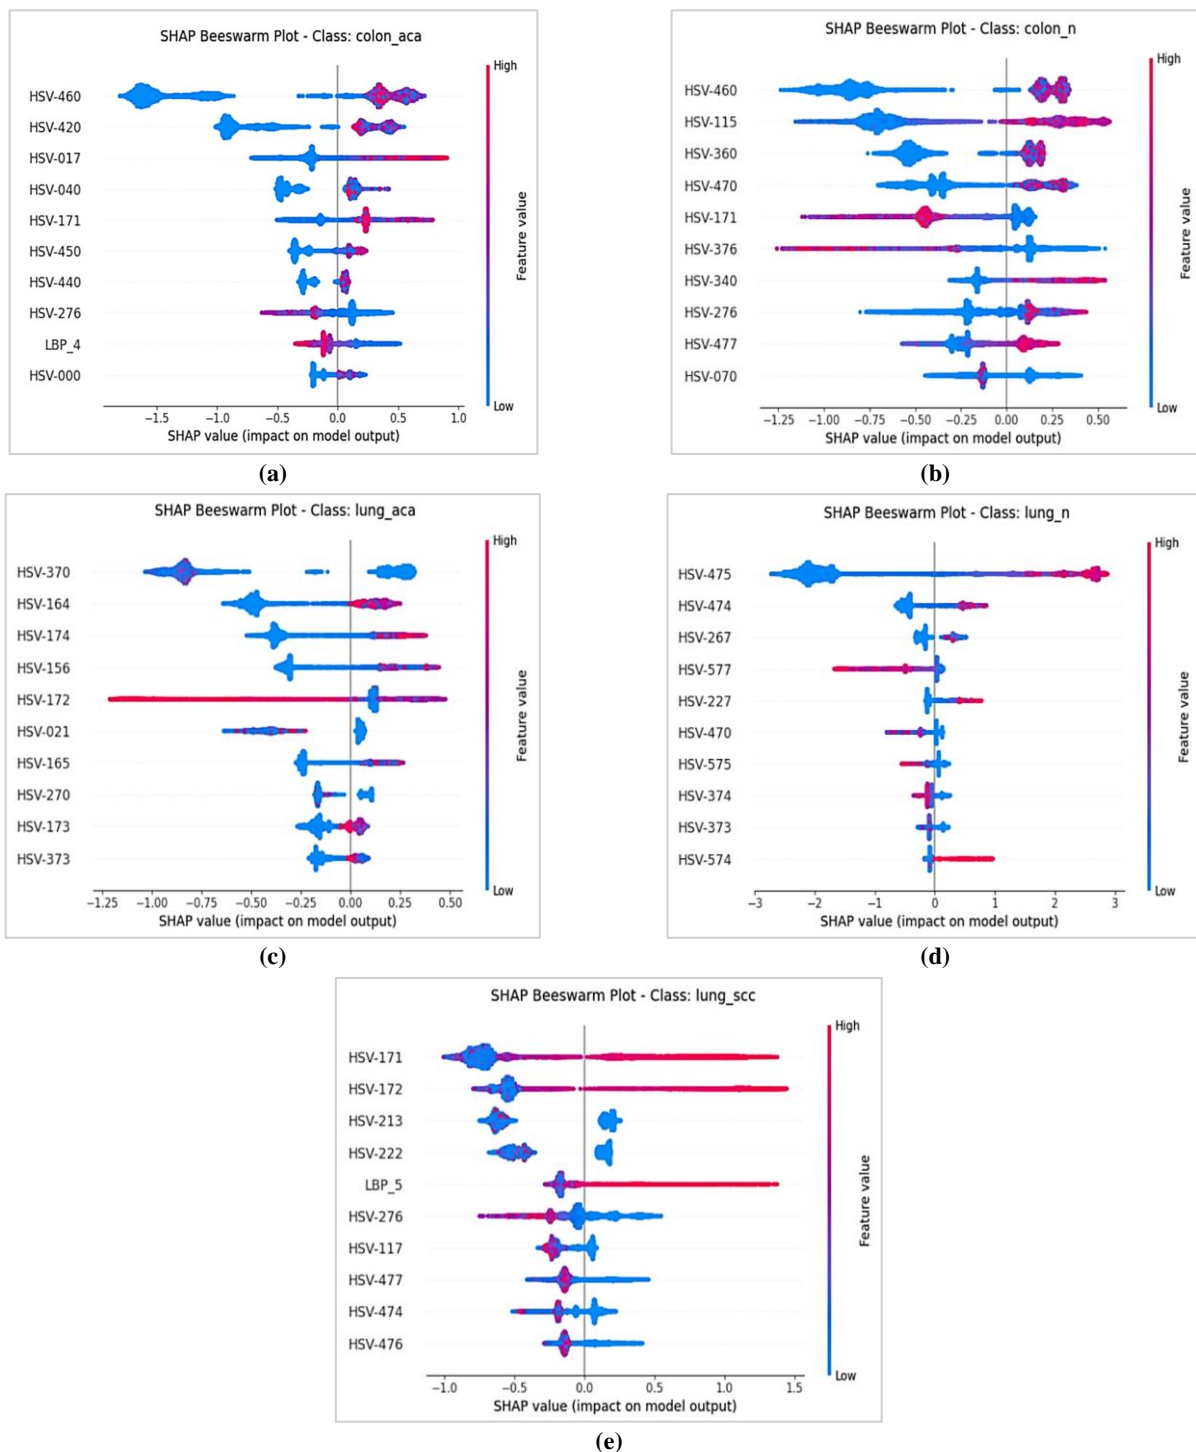 SHAP Beeswarm Plot - Class: colon_aca
High
HSV-460
HSV-420
HSV-017
HSV-040
HSV-171
HSV-450
HSV-440
HSV-276
LBP_4
HSV-000
Feature value
Low
−1.5 −1.0 −0.5 0.0 0.5 1.0
SHAP value (impact on model output)
(a)
SHAP Beeswarm Plot - Class: colon_n
High
HSV-460
HSV-115
HSV-360
HSV-470
HSV-171
HSV-376
HSV-340
HSV-276
HSV-477
HSV-070
Feature value
Low
−1.25 −1.00 −0.75 −0.50 −0.25 0.00 0.25 0.50
SHAP value (impact on model output)
(b)
SHAP Beeswarm Plot - Class: lung_aca
High
HSV-370
HSV-164
HSV-174
HSV-156
HSV-172
HSV-021
HSV-165
HSV-270
HSV-173
HSV-373
Feature value
Low
−1.25 −1.00 −0.75 −0.50 −0.25 0.00 0.25 0.50
SHAP value (impact on model output)
(c)
SHAP Beeswarm Plot - Class: lung_n
High
HSV-475
HSV-474
HSV-267
HSV-577
HSV-227
HSV-470
HSV-575
HSV-374
HSV-373
HSV-574
Feature value
Low
−3 −2 −1 0 1 2 3
SHAP value (impact on model output)
(d)
SHAP Beeswarm Plot - Class: lung_scc
High
HSV-171
HSV-172
HSV-213
HSV-222
LBP_5
HSV-276
HSV-117
HSV-477
HSV-474
HSV-476
Feature value
Low
−1.0 −0.5 0.0 0.5 1.0 1.5
SHAP value (impact on model output)
(e)